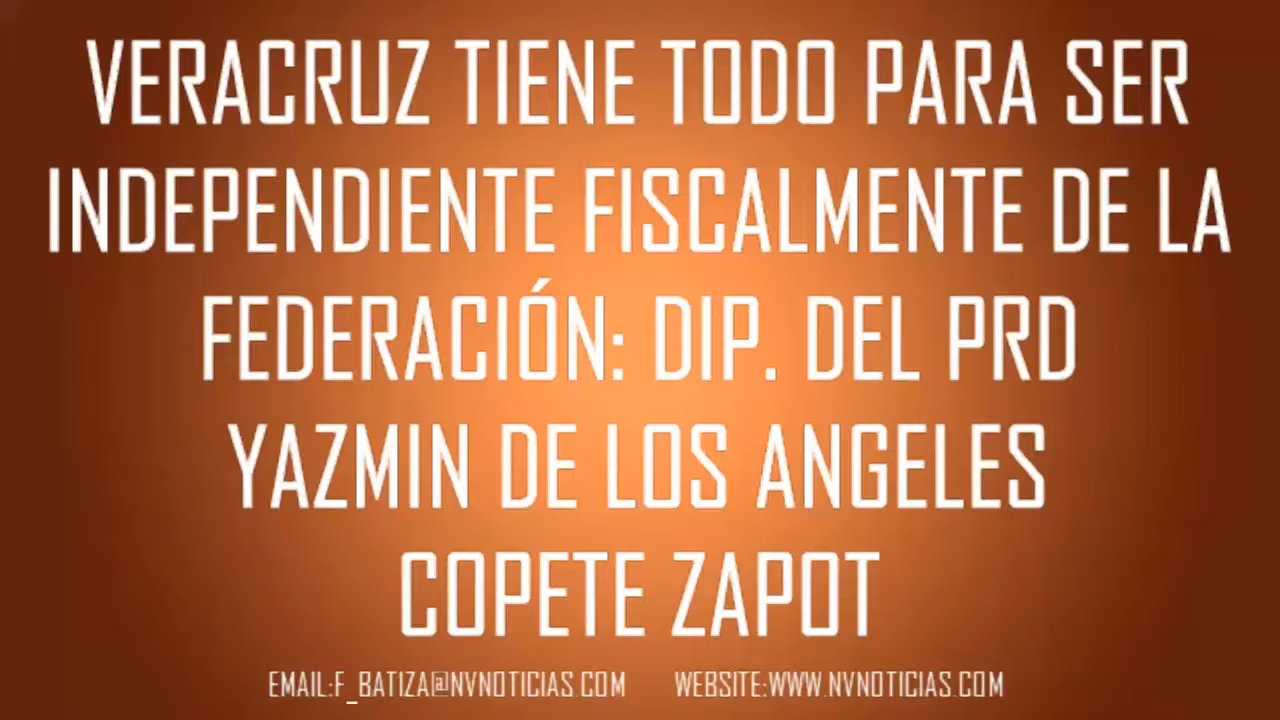 VERACRUZ TIENE TODO PARA SER
INDEPENDIENTE FISCALMENTE DE LA
FEDERACIÓN: DIP. DEL PRD
YAZMIN DE LOS ANGELES
COPETE ZAPOT
EMAIL:F_BATIZA@NVNOTICIAS.COM WEBSITE:WWW.NVNOTICIAS.COM